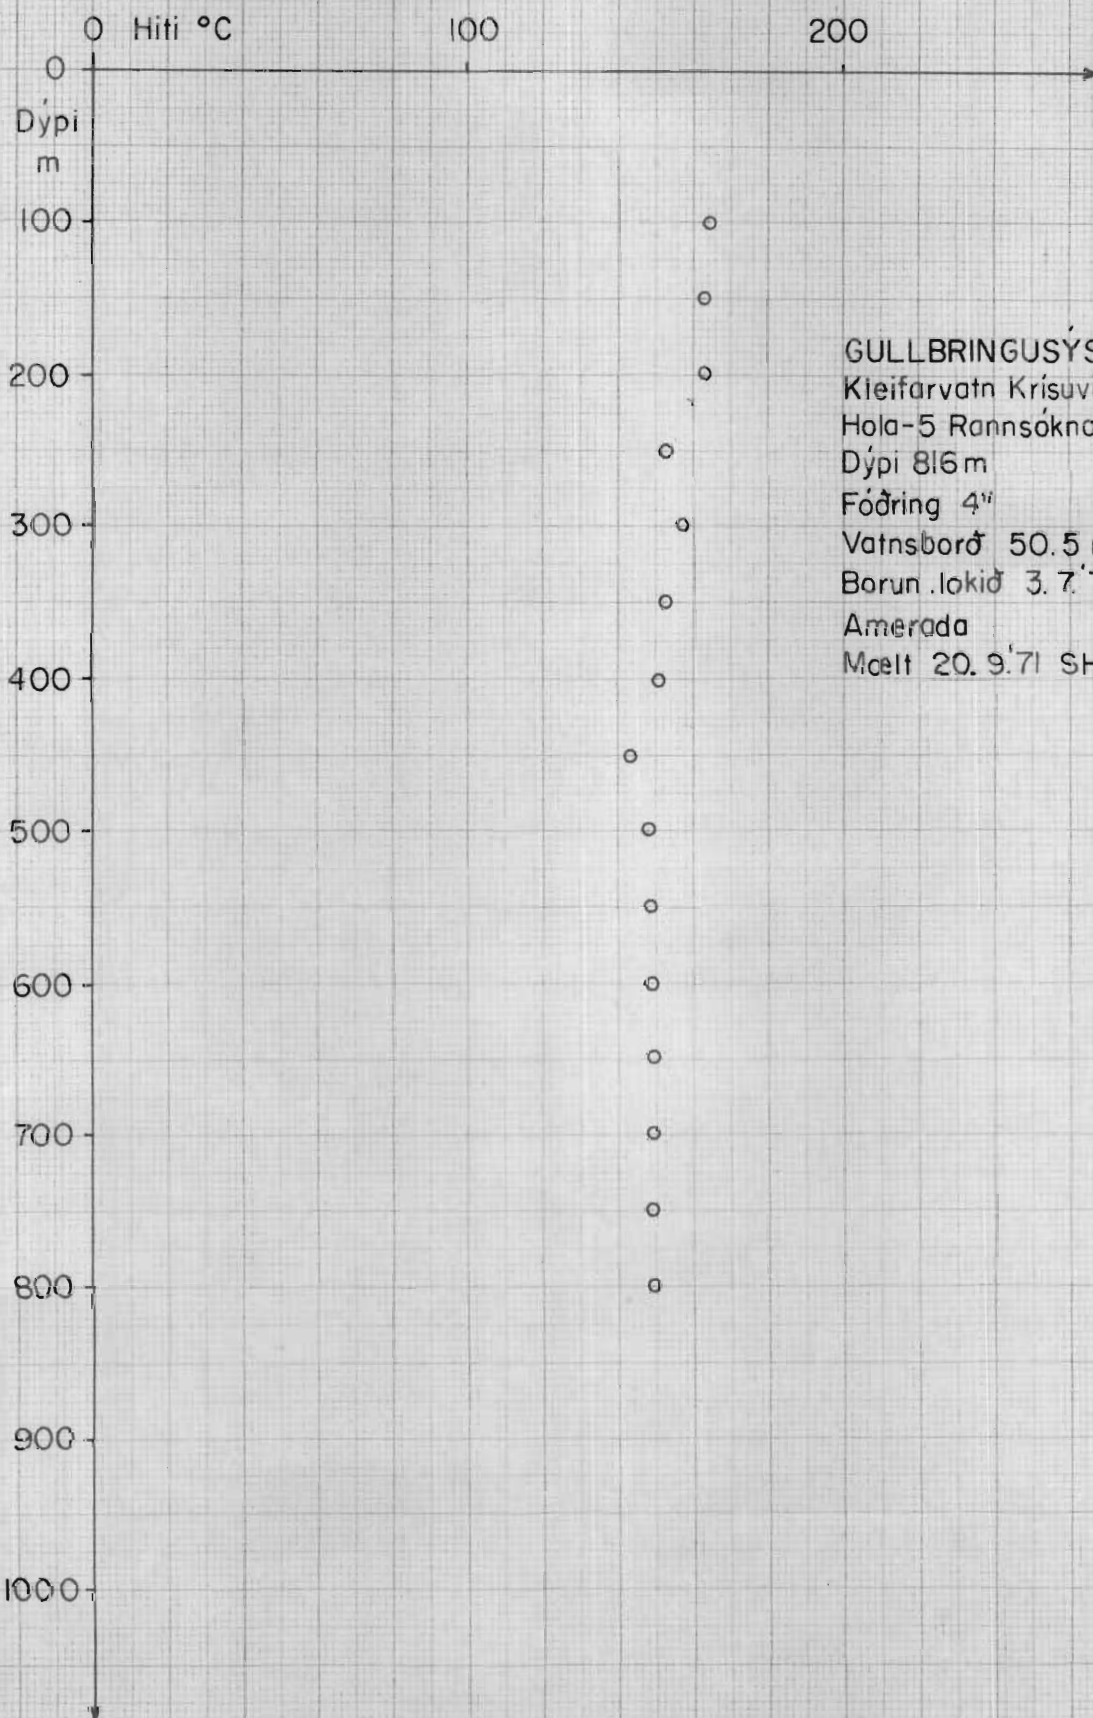 0 Hiti °C 100 200
0
Dýpi
m
100
200
300
400
500
600
700
800
900
1000
GULLBRINGUSÝS
Kleifarvatn Krísuv
Hola-5 Rannsókna
Dýpi 816 m
Fóðring 4"
Vatnsborð 50.5
Borun lokið 3.7.'
Amerada
Mælt 20.9.'71 SH